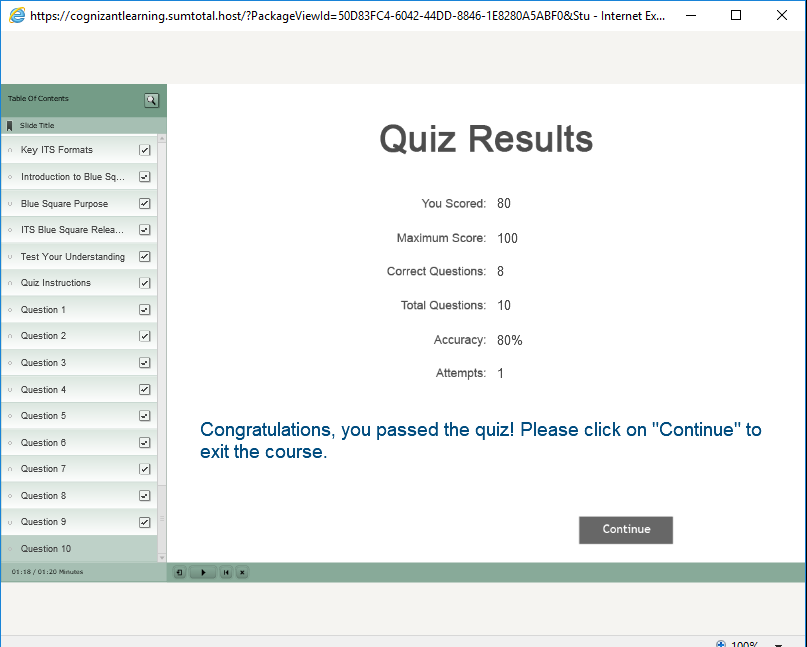 https://cognizantlearning.sumtotal.host/?PackageViewId=50D83FC4-6042-44DD-8846-1E8280A5ABF0&Stu - Internet Ex...
Table Of Contents
Slide Title
Key ITS Formats
Introduction to Blue Sq...
Blue Square Purpose
ITS Blue Square Relea...
Test Your Understanding
Quiz Instructions
Question 1
Question 2
Question 3
Question 4
Question 5
Question 6
Question 7
Question 8
Question 9
Question 10
01:18 / 01:20 Minutes
Quiz Results
You Scored: 80
Maximum Score: 100
Correct Questions: 8
Total Questions: 10
Accuracy: 80%
Attempts: 1
Congratulations, you passed the quiz! Please click on "Continue" to
exit the course.
Continue
100%